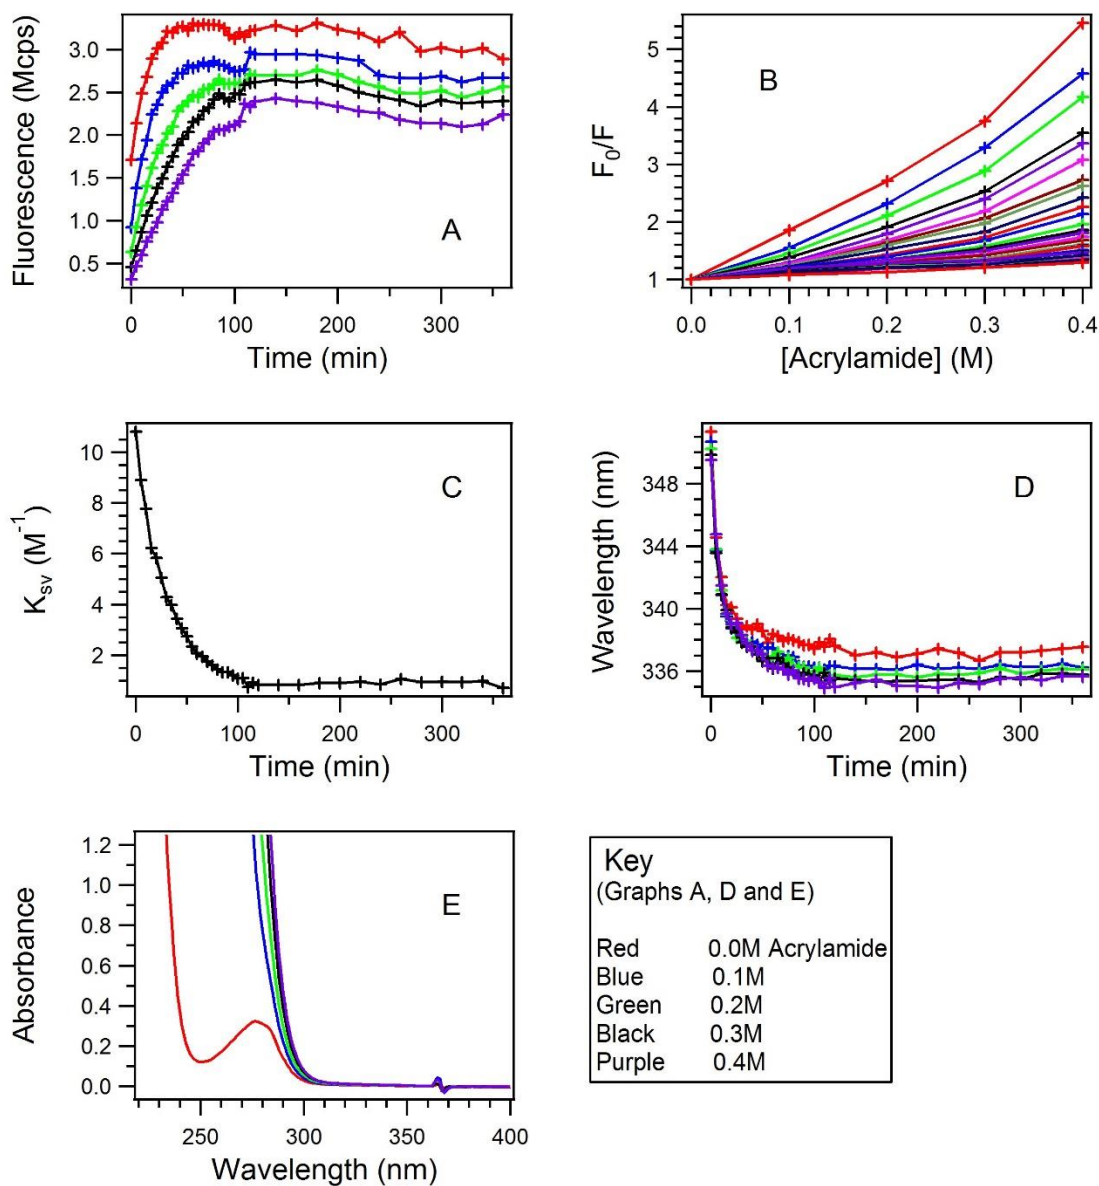 Fluorescence (Mcps)
3.0
2.5
2.0
1.5
1.0
0.5
A
0 100 200 300
Time (min)
F0/F
5
4
3
2
1
B
0.0 0.1 0.2 0.3 0.4
[Acrylamide] (M)
Ksv (M-1)
10
8
6
4
2
C
0 100 200 300
Time (min)
Wavelength (nm)
348
344
340
336
D
0 100 200 300
Time (min)
Absorbance
1.2
1.0
0.8
0.6
0.4
0.2
0.0
E
250 300 350 400
Wavelength (nm)
Key
(Graphs A, D and E)
Red 0.0M Acrylamide
Blue 0.1M
Green 0.2M
Black 0.3M
Purple 0.4M